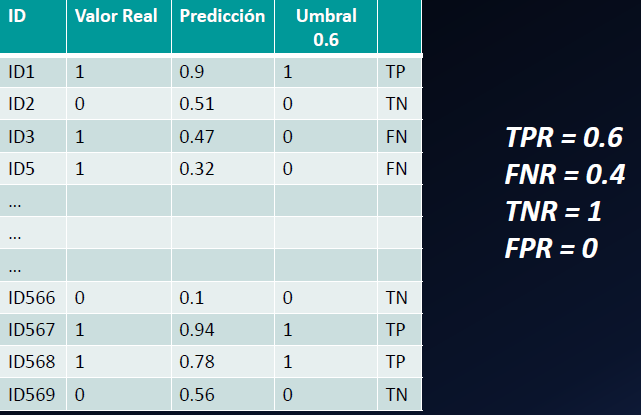 ID Valor Real Predicción Umbral 0.6
ID1 1 0.9 1 TP
ID2 0 0.51 0 TN
ID3 1 0.47 0 FN
ID5 1 0.32 0 FN
...
...
...
ID566 0 0.1 0 TN
ID567 1 0.94 1 TP
ID568 1 0.78 1 TP
ID569 0 0.56 0 TN
TPR = 0.6
FNR = 0.4
TNR = 1
FPR = 0